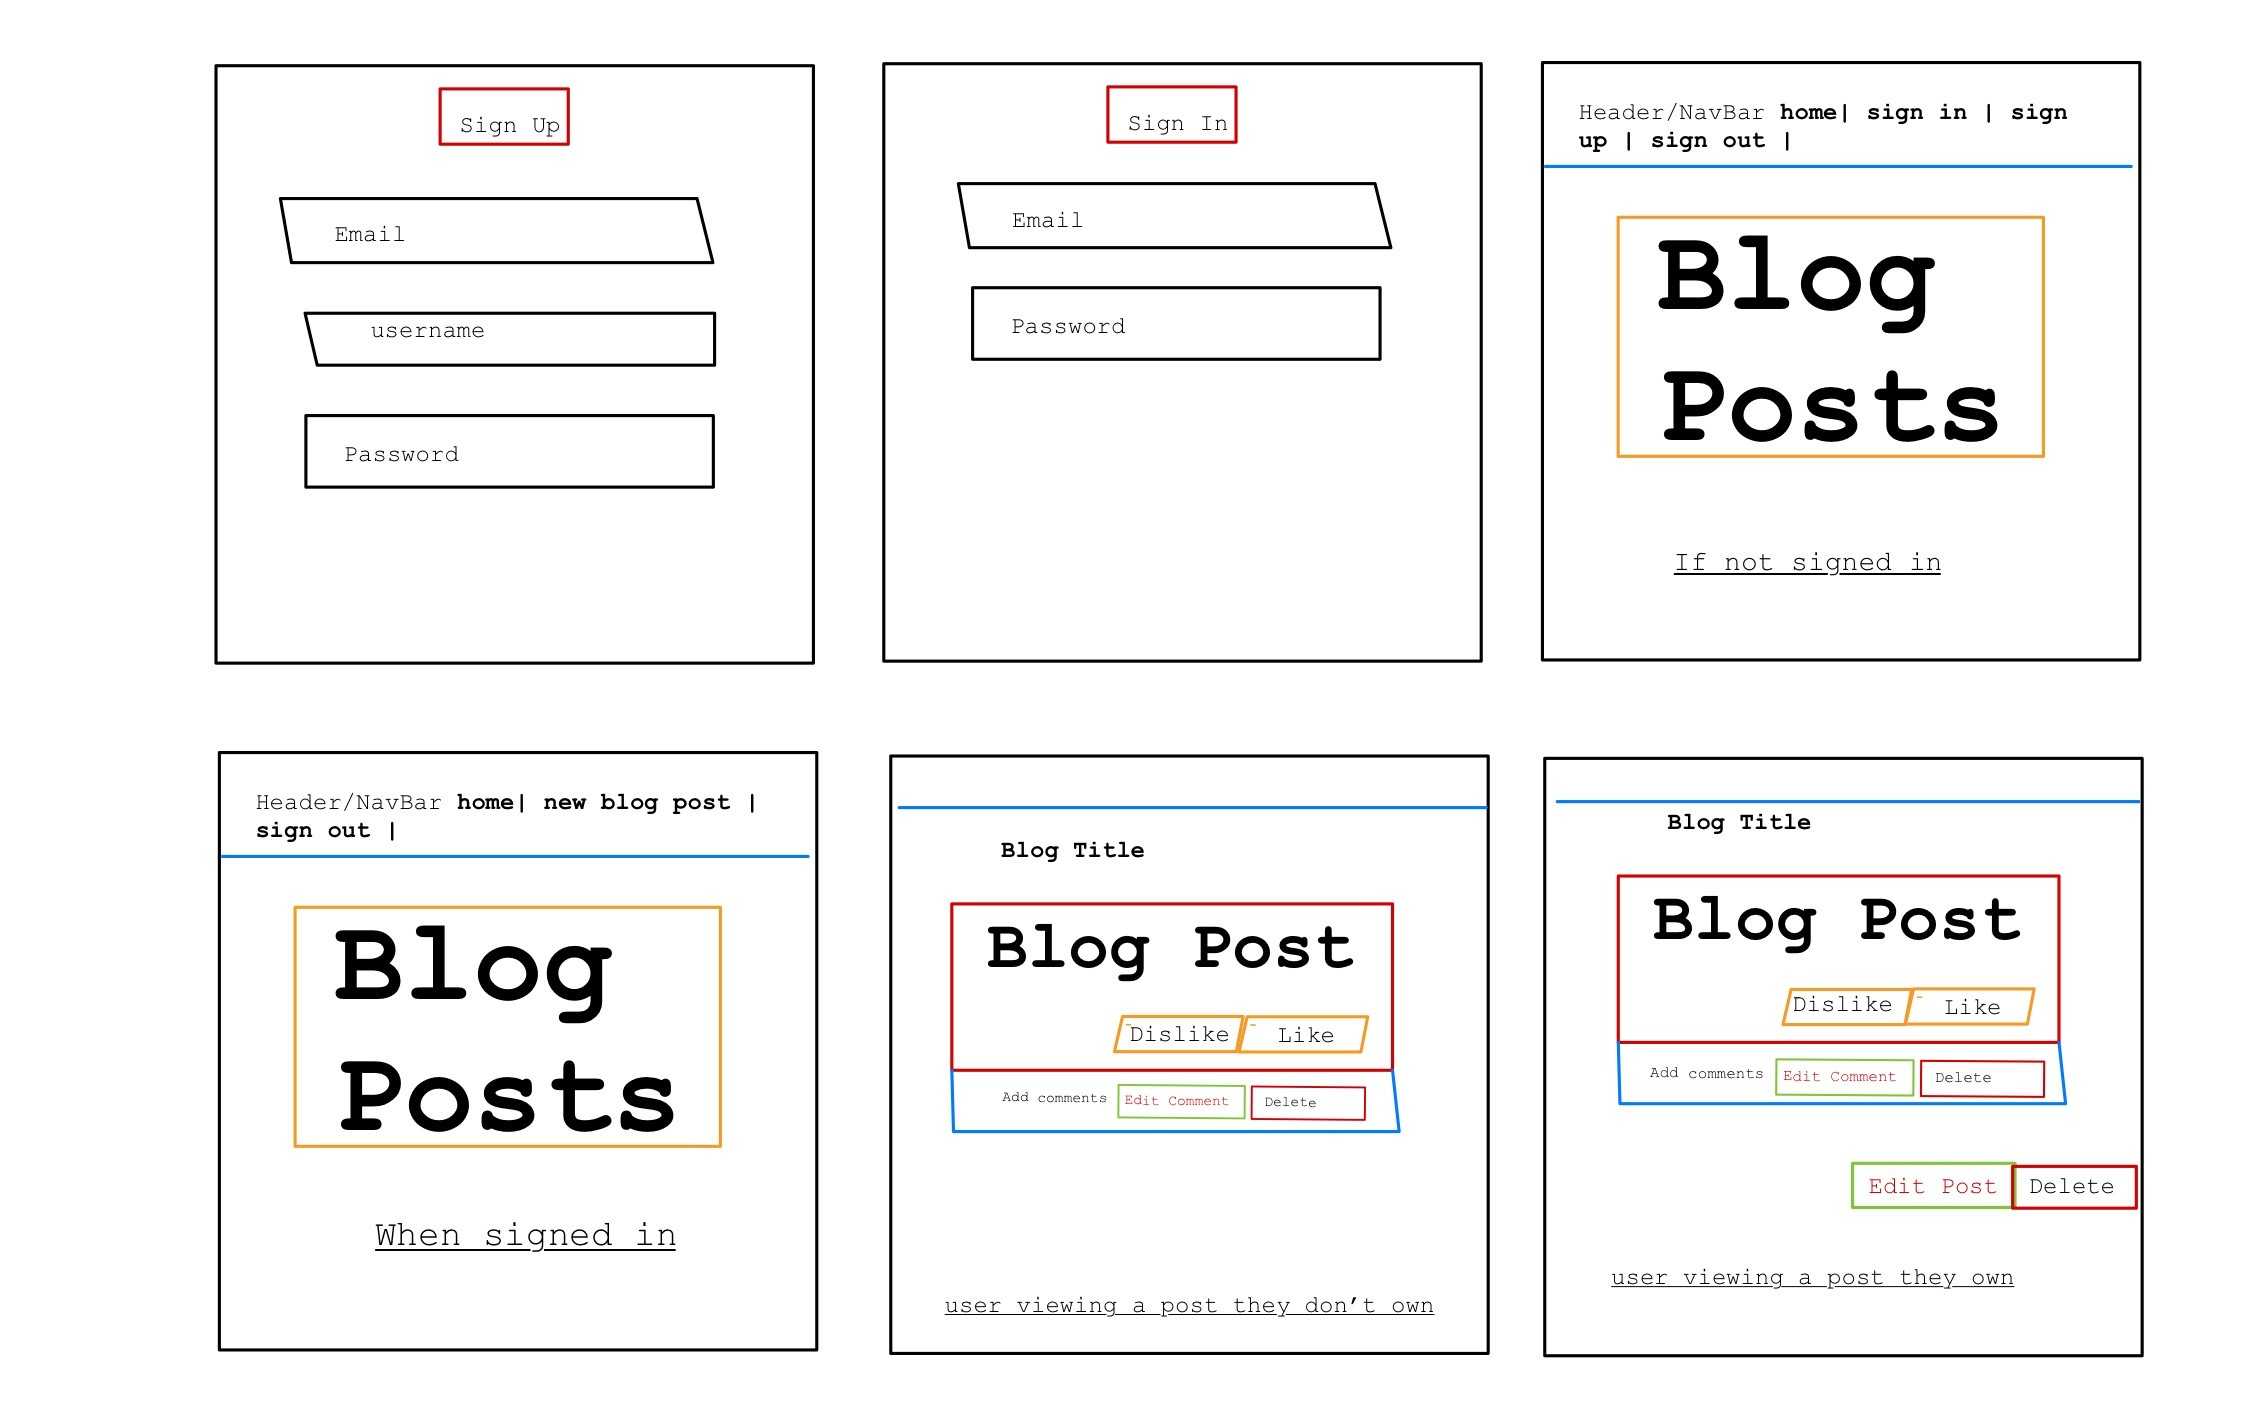 Sign Up
Email
username
Password
Sign In
Email
Password
Header/NavBar home| sign in | sign
up | sign out |
Blog
Posts
If not signed in
Header/NavBar home| new blog post |
sign out |
Blog
Posts
When signed in
Blog Title
Blog Post
Dislike Like
Add comments Edit Comment Delete
user viewing a post they don’t own
Blog Title
Blog Post
Dislike Like
Add comments Edit Comment Delete
Edit Post Delete
user viewing a post they own